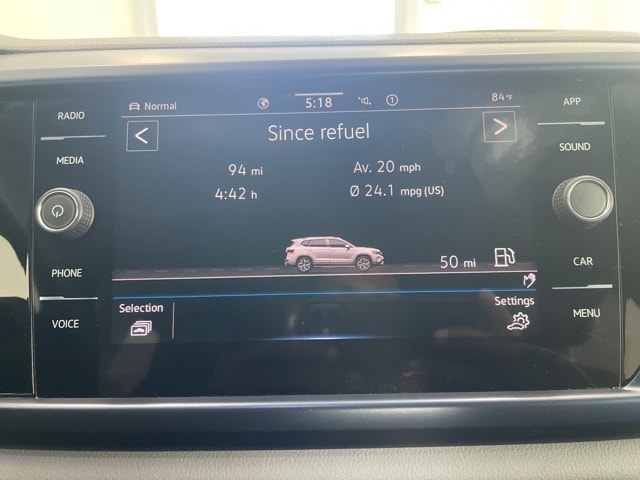 RADIO
MEDIA
PHONE
VOICE
Normal
5:18
84°F
Since refuel
94 mi
Av. 20 mph
4:42 h
Ø 24.1 mpg (US)
50 mi
Selection
Settings
APP
SOUND
CAR
MENU